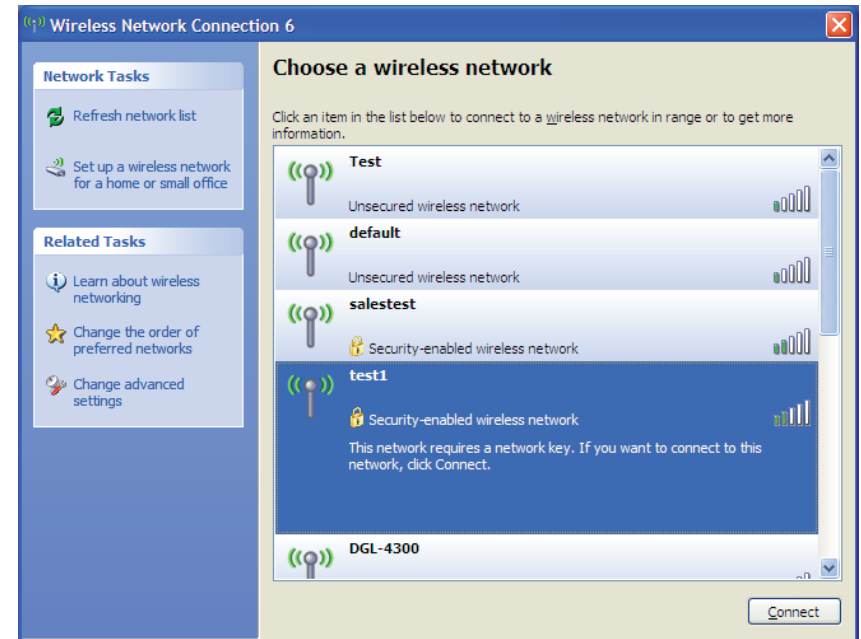 Wireless Network Connection 6
Network Tasks
Refresh network list
Set up a wireless network
for a home or small office
Related Tasks
Learn about wireless
networking
Change the order of
preferred networks
Change advanced
settings
Choose a wireless network
Click an item in the list below to connect to a wireless network in range or to get more
information.
Test
Unsecured wireless network
default
Unsecured wireless network
salestest
Security-enabled wireless network
test1
Security-enabled wireless network
This network requires a network key. If you want to connect to this
network, click Connect.
DGL-4300
Connect